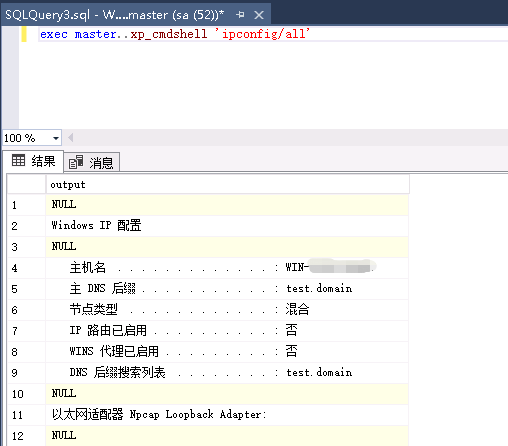 SQLQuery3.sql - W....master (sa (52))*
exec master..xp_cmdshell 'ipconfig/all'
100 %
结果 消息
output
1 NULL
2 Windows IP 配置
3 NULL
4 主机名 . . . . . . . . . . . . . : WIN-
5 主 DNS 后缀 . . . . . . . . . . . : test.domain
6 节点类型 . . . . . . . . . . . . : 混合
7 IP 路由已启用 . . . . . . . . . . : 否
8 WINS 代理已启用 . . . . . . . . . : 否
9 DNS 后缀搜索列表 . . . . . . . . : test.domain
10 NULL
11 以太网适配器 Npcap Loopback Adapter:
12 NULL